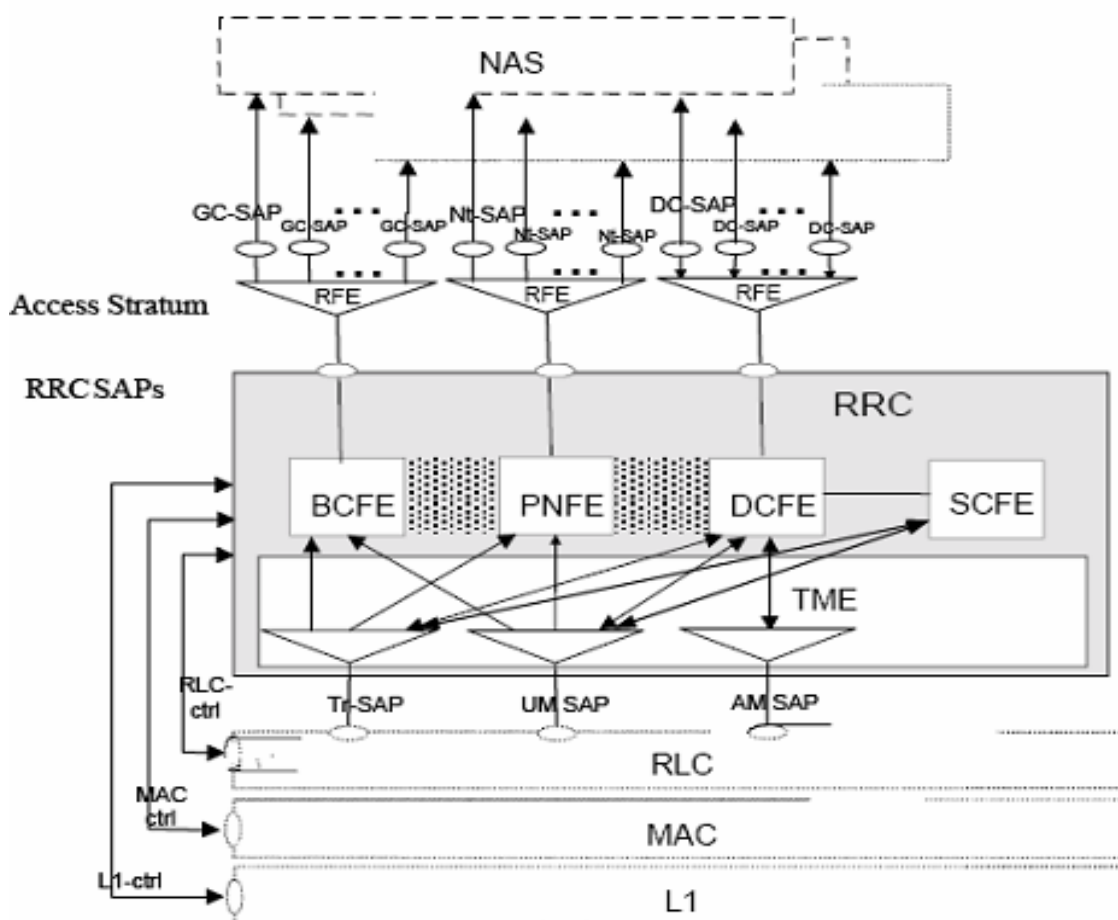 NAS
GC-SAP
GC-SAP
GC-SAP
Nt-SAP
Nt-SAP
Nt-SAP
DC-SAP
DC-SAP
DC-SAP
RFE
RFE
RFE
Access Stratum
RRC SAPs
RRC
BCFE
PNFE
DCFE
SCFE
TME
RLC-
ctrl
Tr-SAP
UM SAP
AM SAP
RLC
MAC
ctrl
MAC
L1-ctrl
L1